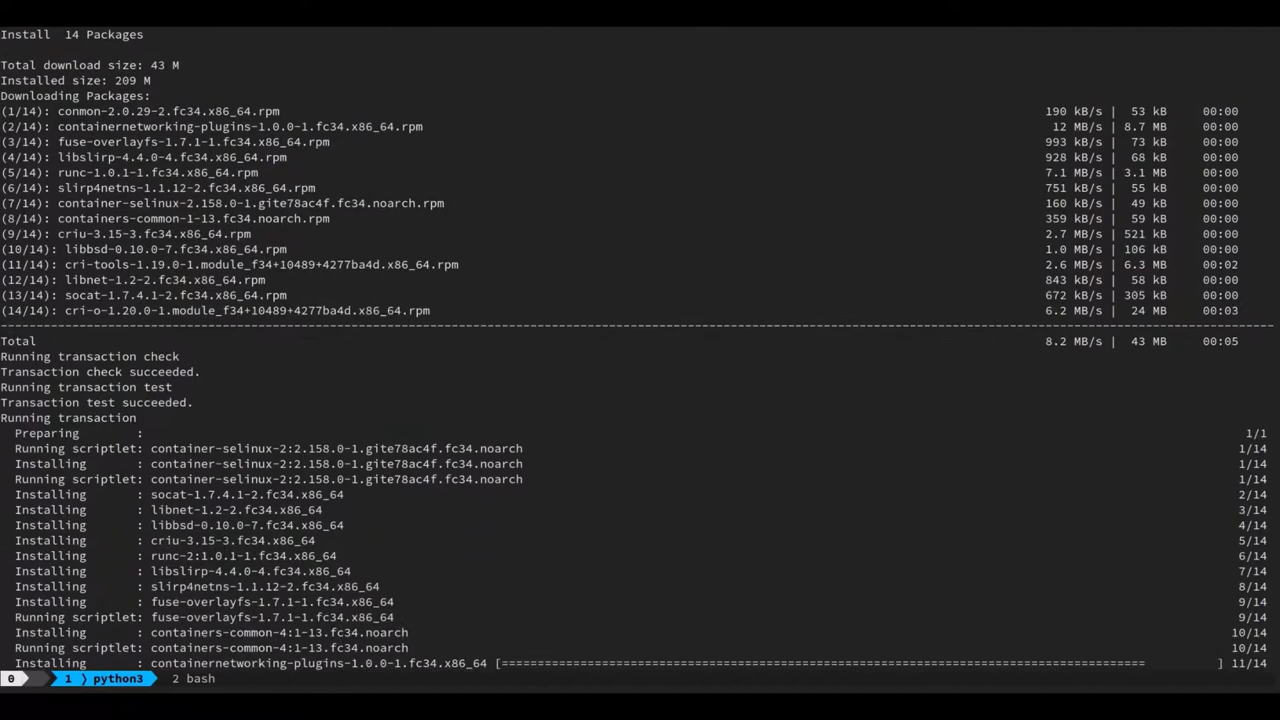 Install  14 Packages
Total download size: 43 M
Installed size: 209 M
Downloading Packages:
(1/14): conmon-2.0.29-2.fc34.x86_64.rpm 190 kB/s | 53 kB 00:00
(2/14): containernetworking-plugins-1.0.0-1.fc34.x86_64.rpm 12 MB/s | 8.7 MB 00:00
(3/14): fuse-overlayfs-1.7.1-1.fc34.x86_64.rpm 993 kB/s | 73 kB 00:00
(4/14): libslirp-4.4.0-4.fc34.x86_64.rpm 928 kB/s | 68 kB 00:00
(5/14): runc-1.0.1-1.fc34.x86_64.rpm 7.1 MB/s | 3.1 MB 00:00
(6/14): slirp4netns-1.1.12-2.fc34.x86_64.rpm 751 kB/s | 55 kB 00:00
(7/14): container-selinux-2.158.0-1.gite78ac4f.fc34.noarch.rpm 160 kB/s | 49 kB 00:00
(8/14): containers-common-1-13.fc34.noarch.rpm 359 kB/s | 59 kB 00:00
(9/14): criu-3.15-3.fc34.x86_64.rpm 2.7 MB/s | 521 kB 00:00
(10/14): libbsd-0.10.0-7.fc34.x86_64.rpm 1.0 MB/s | 106 kB 00:00
(11/14): cri-tools-1.19.0-1.module_f34+10489+4277ba4d.x86_64.rpm 2.6 MB/s | 6.3 MB 00:02
(12/14): libnet-1.2-2.fc34.x86_64.rpm 843 kB/s | 58 kB 00:00
(13/14): socat-1.7.4.1-2.fc34.x86_64.rpm 672 kB/s | 305 kB 00:00
(14/14): cri-o-1.20.0-1.module_f34+10489+4277ba4d.x86_64.rpm 6.2 MB/s | 24 MB 00:03
Total 8.2 MB/s | 43 MB 00:05
Running transaction check
Transaction check succeeded.
Running transaction test
Transaction test succeeded.
Running transaction
Preparing : 1/1
Running scriptlet: container-selinux-2:2.158.0-1.gite78ac4f.fc34.noarch 1/14
Installing : container-selinux-2:2.158.0-1.gite78ac4f.fc34.noarch 1/14
Running scriptlet: container-selinux-2:2.158.0-1.gite78ac4f.fc34.noarch 1/14
Installing : socat-1.7.4.1-2.fc34.x86_64 2/14
Installing : libnet-1.2-2.fc34.x86_64 3/14
Installing : libbsd-0.10.0-7.fc34.x86_64 4/14
Installing : criu-3.15-3.fc34.x86_64 5/14
Installing : runc-2:1.0.1-1.fc34.x86_64 6/14
Installing : libslirp-4.4.0-4.fc34.x86_64 7/14
Installing : slirp4netns-1.1.12-2.fc34.x86_64 8/14
Installing : fuse-overlayfs-1.7.1-1.fc34.x86_64 9/14
Running scriptlet: fuse-overlayfs-1.7.1-1.fc34.x86_64 9/14
Installing : containers-common-4:1-13.fc34.noarch 10/14
Running scriptlet: containers-common-4:1-13.fc34.noarch 10/14
Installing : containernetworking-plugins-1.0.0-1.fc34.x86_64 [========================================================================================== ] 11/14
0 1 python3 2 bash